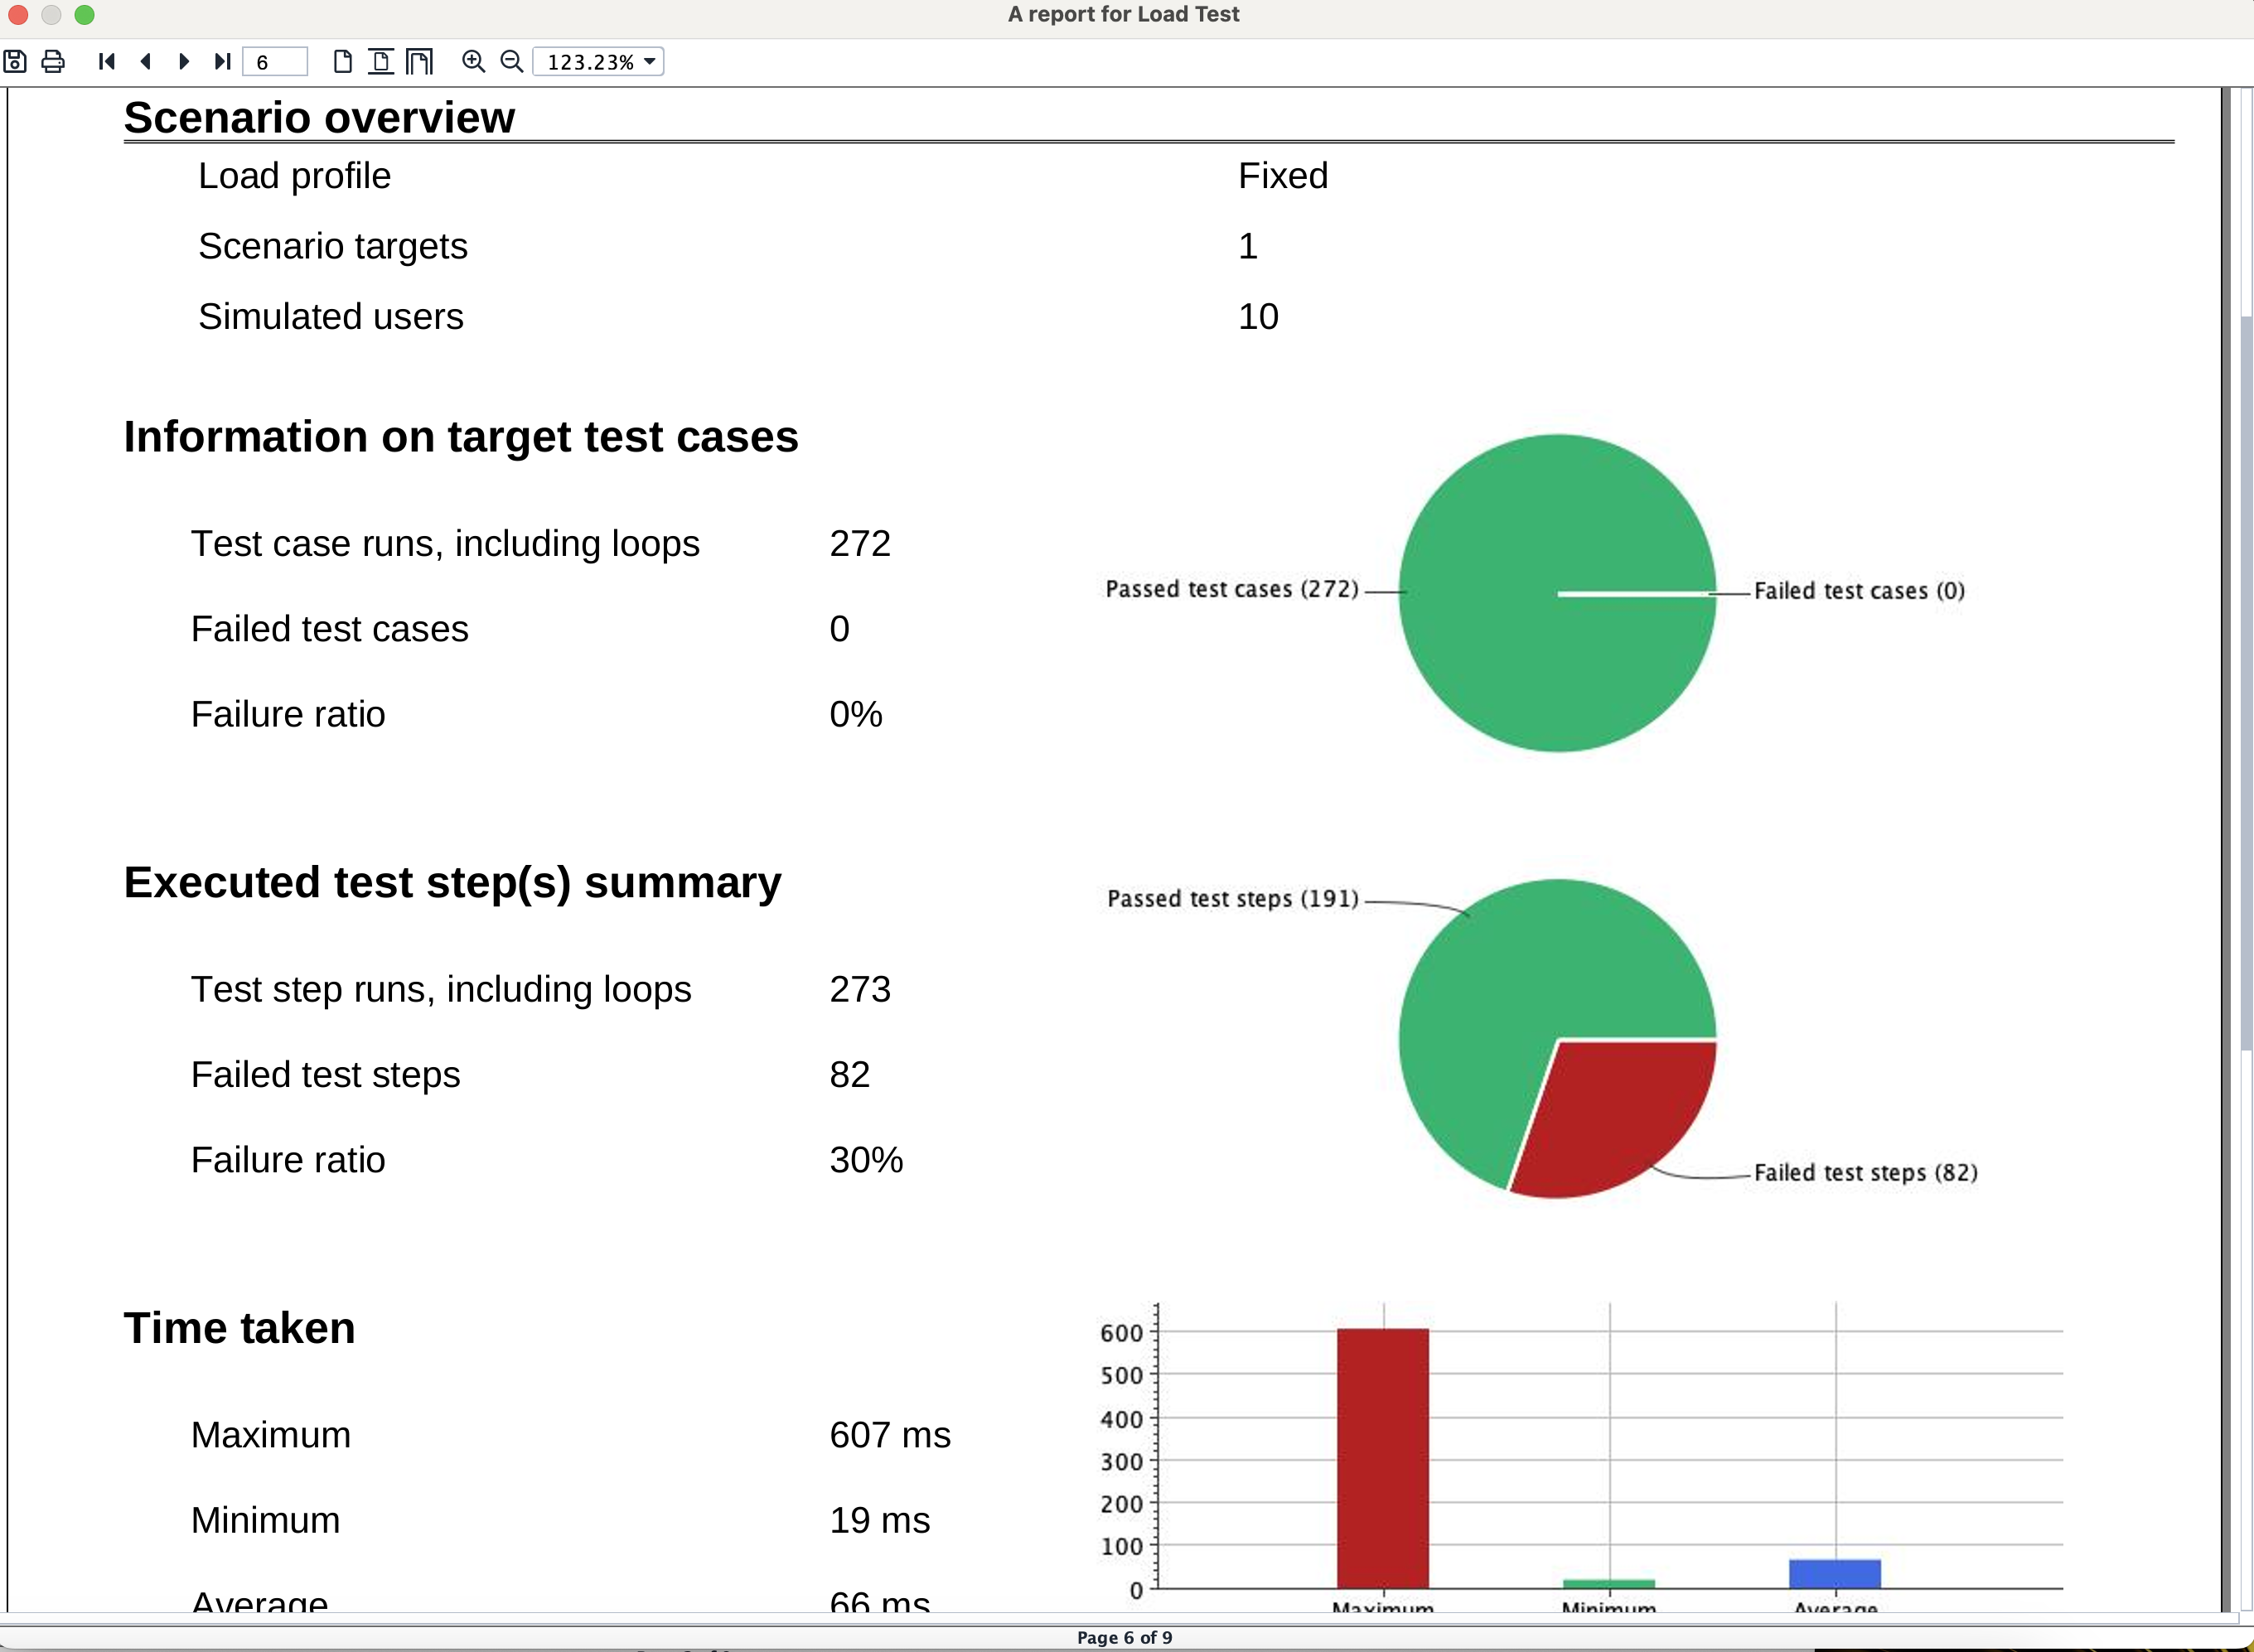 A report for Load Test
6
123.23%
Scenario overview
Load profile Fixed
Scenario targets 1
Simulated users 10
Information on target test cases
Test case runs, including loops 272
Failed test cases 0
Failure ratio 0%
Passed test cases (272)
Failed test cases (0)
Executed test step(s) summary
Test step runs, including loops 273
Failed test steps 82
Failure ratio 30%
Passed test steps (191)
Failed test steps (82)
Time taken
Maximum 607 ms
Minimum 19 ms
Average 66 ms
600
500
400
300
200
100
0
Maximum Minimum Average
Page 6 of 9